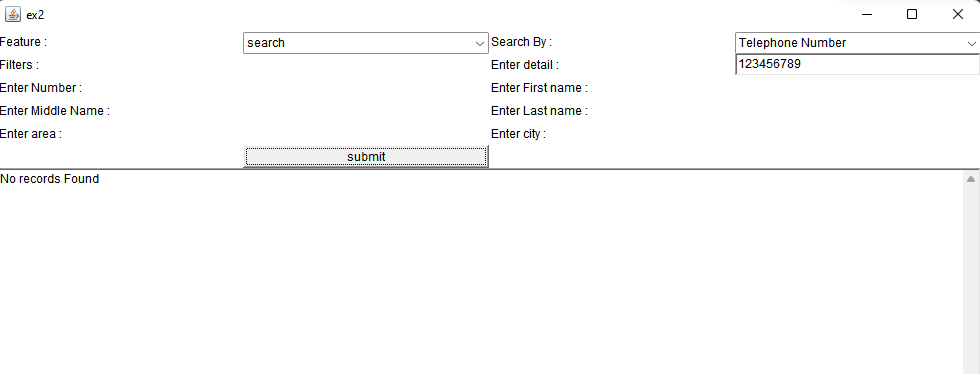 ex2
Feature : search Search By : Telephone Number
Filters : Enter detail : 123456789
Enter Number : Enter First name :
Enter Middle Name : Enter Last name :
Enter area : Enter city :
submit
No records Found